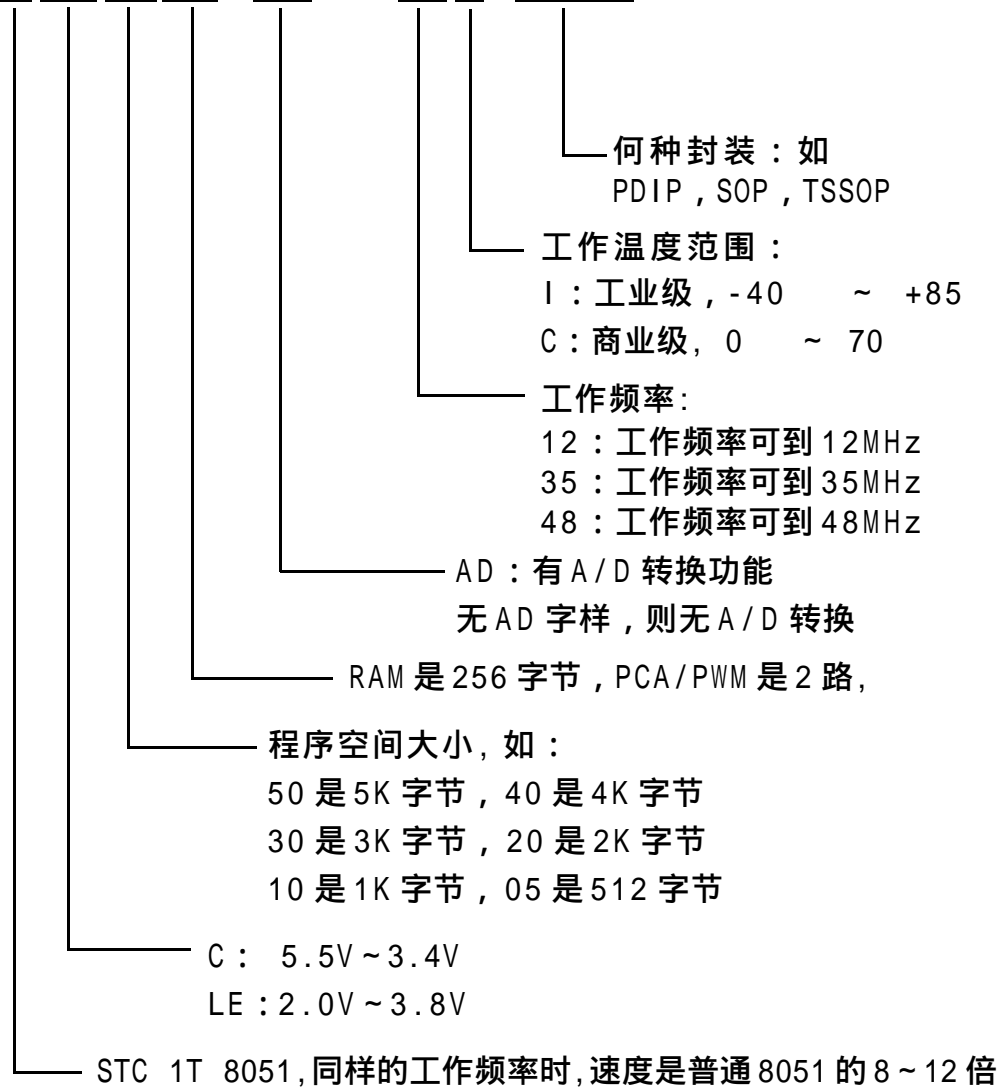 何种封装：如
PDIP，SOP，TSSOP
工作温度范围：
I：工业级，-40 ~ +85
C：商业级, 0 ~ 70
工作频率:
12：工作频率可到12MHz
35：工作频率可到35MHz
48：工作频率可到48MHz
AD：有A/D转换功能
无AD字样，则无A/D转换
RAM是256字节，PCA/PWM是2路,
程序空间大小, 如：
50是5K字节，40是4K字节
30是3K字节，20是2K字节
10是1K字节，05是512字节
C： 5.5V~3.4V
LE：2.0V~3.8V
STC 1T 8051,同样的工作频率时,速度是普通8051的8~12倍